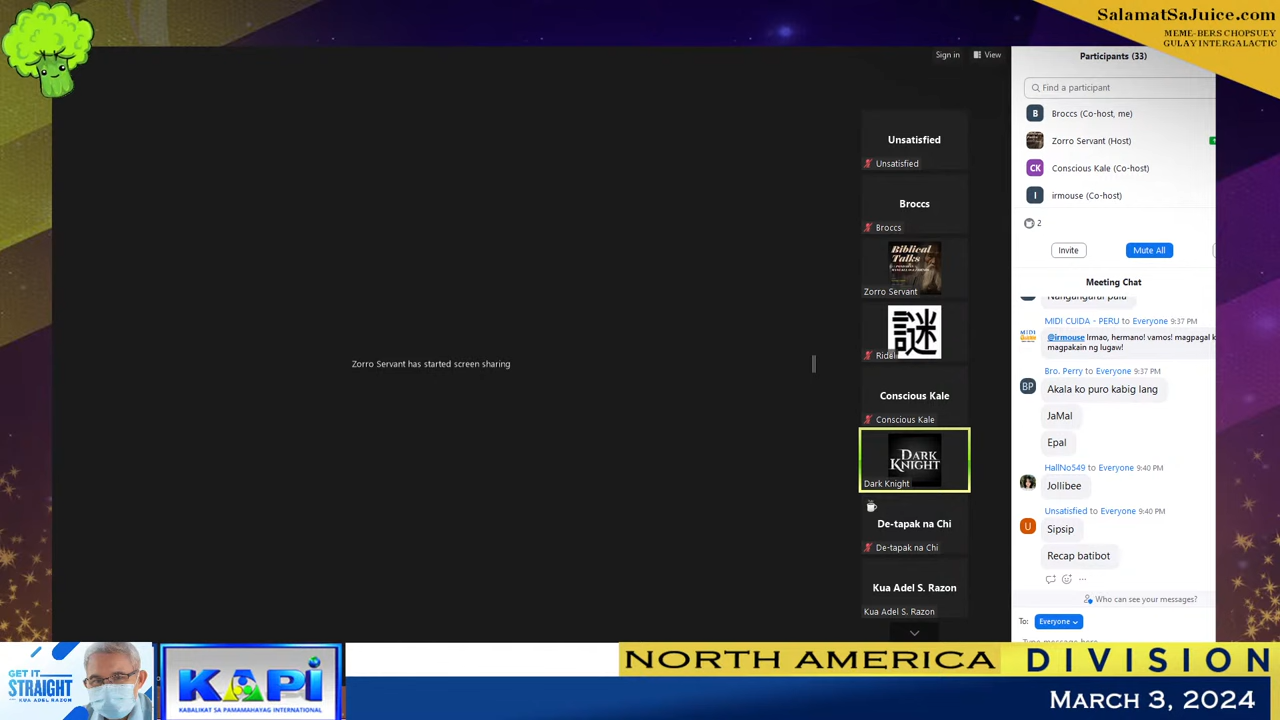 SalamatSaJuice.com
MEME-BERS CHOPSUEY
GULAY INTERGALACTIC
Sign in
View
Participants (33)
Find a participant
B Broccs (Co-host, me)
Zorro Servant (Host)
CK Conscious Kale (Co-host)
I irmouse (Co-host)
2
Invite
Mute All
Meeting Chat
MIDI CUIDA - PERU to Everyone 9:37 PM
@irmouse Irmao, hermano! vamos! magpagal k
magpakain ng lugaw!
Bro. Perry to Everyone 9:37 PM
BP Akala ko puro kabig lang
JaMal
Epal
HallNo549 to Everyone 9:40 PM
Jollibee
Unsatisfied to Everyone 9:40 PM
U Sipsip
Recap batibot
Who can see your messages?
To: Everyone
Unsatisfied
Unsatisfied
Broccs
Broccs
Biblical
Talks
Zorro Servant
謎
Ridel
Conscious Kale
Conscious Kale
DARK
KNIGHT
Dark Knight
De-tapak na Chi
De-tapak na Chi
Kua Adel S. Razon
Kua Adel S. Razon
Zorro Servant has started screen sharing
GET IT
STRAIGHT
KUA ADEL RAZON
KAPI
KABALIKAT SA PAMAMAHAYAG INTERNATIONAL
NORTH AMERICA DIVISION
March 3, 2024